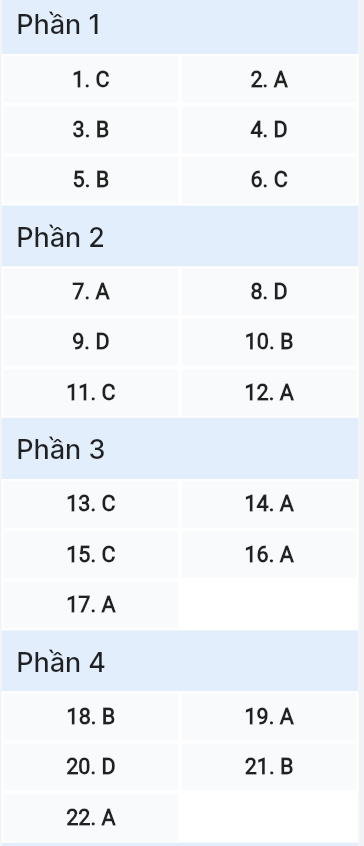 Phần 1
1. C 2. A
3. B 4. D
5. B 6. C
Phần 2
7. A 8. D
9. D 10. B
11. C 12. A
Phần 3
13. C 14. A
15. C 16. A
17. A
Phần 4
18. B 19. A
20. D 21. B
22. A